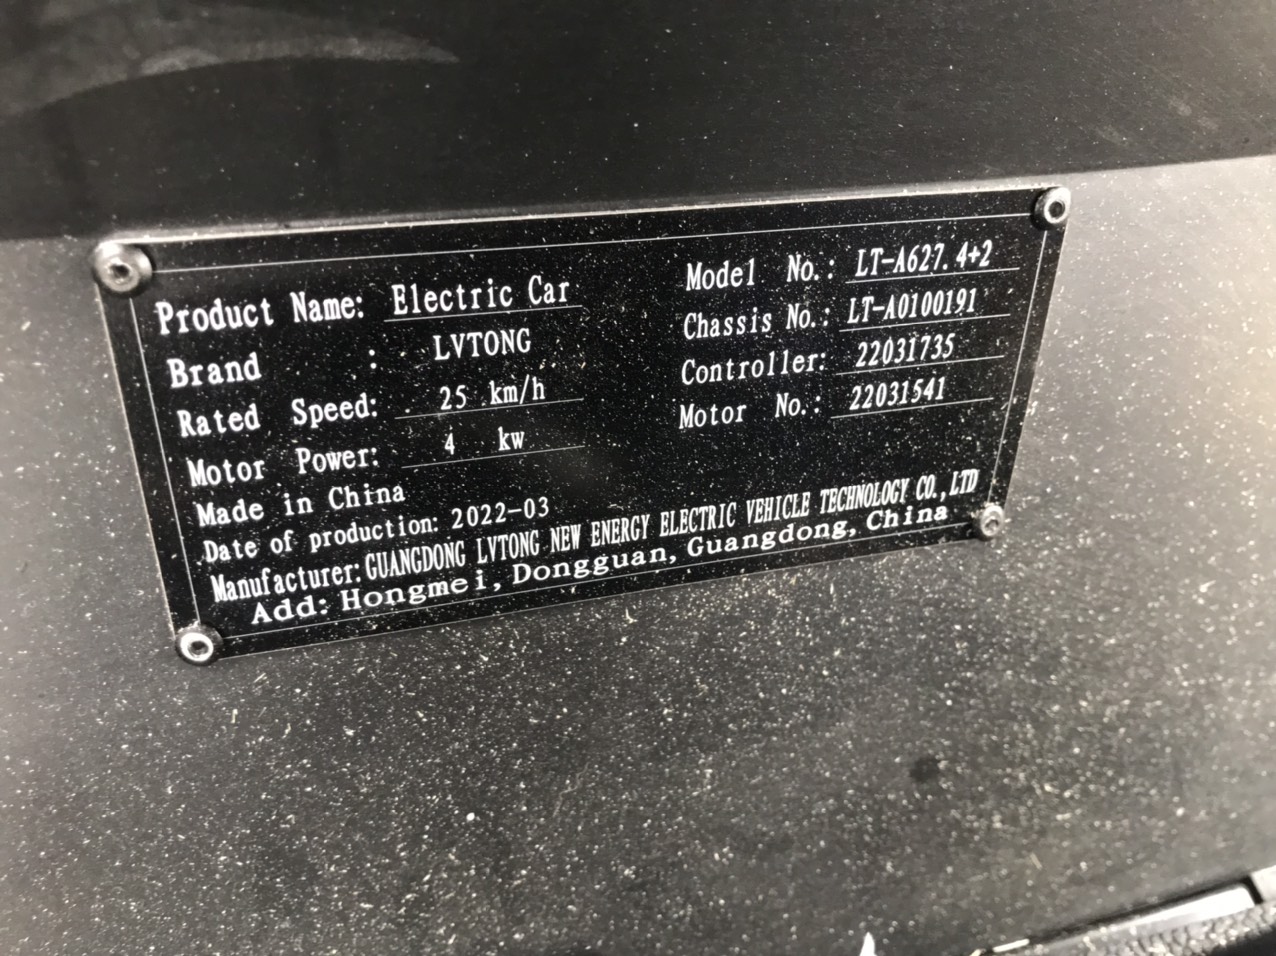 Product Name: Electric Car
Brand : LVTONG
Rated Speed: 25 km/h
Motor Power: 4 kw
Made in China
Date of production: 2022-03
Model No.: LT-A627.4+2
Chassis No.: LT-A0100191
Controller: 22031735
Motor No.: 22031541
Manufacturer: GUANGDONG LVTONG NEW ENERGY ELECTRIC VEHICLE TECHNOLOGY CO., LTD
Add: Hongmei, Dongguan, Guangdong, China